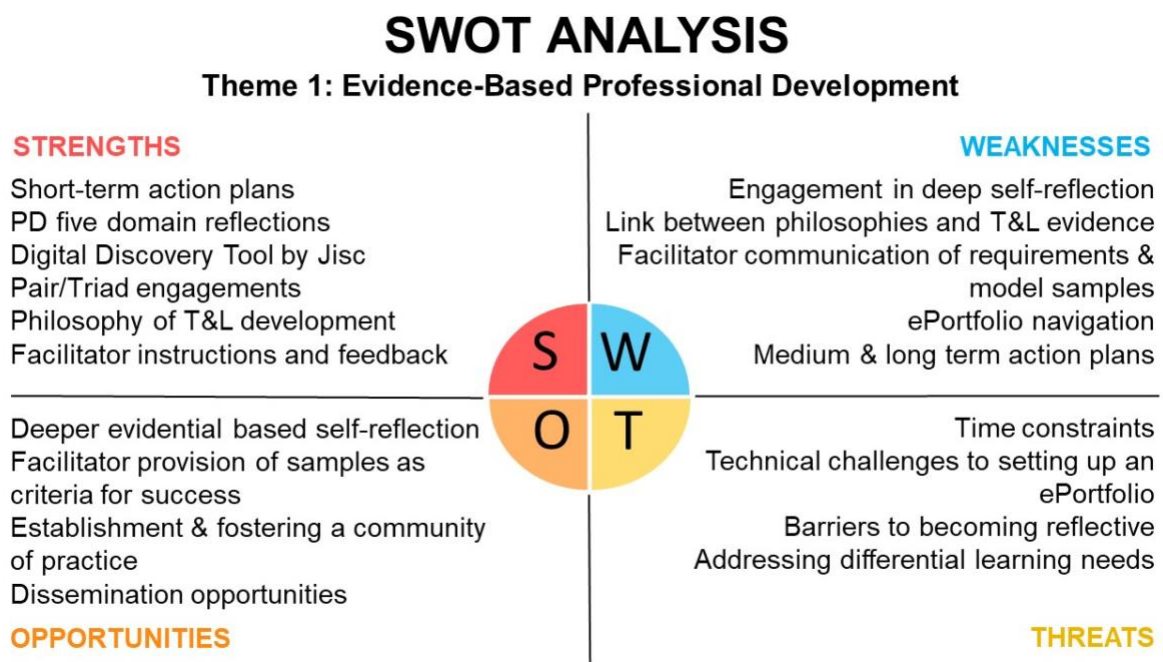 SWOT ANALYSIS
Theme 1: Evidence-Based Professional Development
STRENGTHS
Short-term action plans
PD five domain reflections
Digital Discovery Tool by Jisc
Pair/Triad engagements
Philosophy of T&L development
Facilitator instructions and feedback
WEAKNESSES
Engagement in deep self-reflection
Link between philosophies and T&L evidence
Facilitator communication of requirements &
model samples
ePortfolio navigation
Medium & long term action plans
S W
O T
Deeper evidential based self-reflection
Facilitator provision of samples as
criteria for success
Establishment & fostering a community
of practice
Dissemination opportunities
OPPORTUNITIES
Time constraints
Technical challenges to setting up an
ePortfolio
Barriers to becoming reflective
Addressing differential learning needs
THREATS